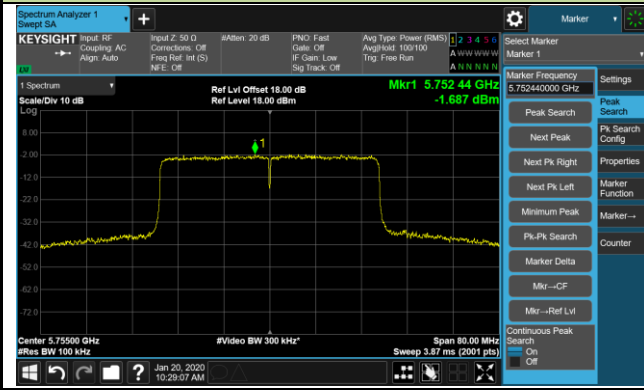 Spectrum Analyzer 1
Swept SA
Marker
KEYSIGHT
Input: RF
Coupling: AC
Align: Auto
Input Z: 50 Ω
Corrections: Off
Freq Ref: Int (S)
NFE: Off
#Atten: 20 dB
PNO: Fast
Gate: Off
IF Gain: Low
Sig Track: Off
Avg Type: Power (RMS)
Avg|Hold: 100/100
Trig: Free Run
1 2 3 4 5 6
A W W W W W
A N N N N N
LXI
Select Marker
Marker 1
1 Spectrum
Scale/Div 10 dB
Log
Ref Lvl Offset 18.00 dB
Ref Level 18.00 dBm
Mkr1 5.752 44 GHz
-1.687 dBm
8.00
-2.00
-12.0
-22.0
-32.0
-42.0
-52.0
-62.0
-72.0
1
Center 5.75500 GHz
#Res BW 100 kHz
#Video BW 300 kHz*
Span 80.00 MHz
Sweep 3.87 ms (2001 pts)
Marker Frequency
5.752440000 GHz
Peak Search
Next Peak
Next Pk Right
Next Pk Left
Minimum Peak
Pk-Pk Search
Marker Delta
Mkr→CF
Mkr→Ref Lvl
Continuous Peak
Search
On
Off
Settings
Peak
Search
Pk Search
Config
Properties
Marker
Function
Marker→
Counter
?
Jan 20, 2020
10:29:07 AM